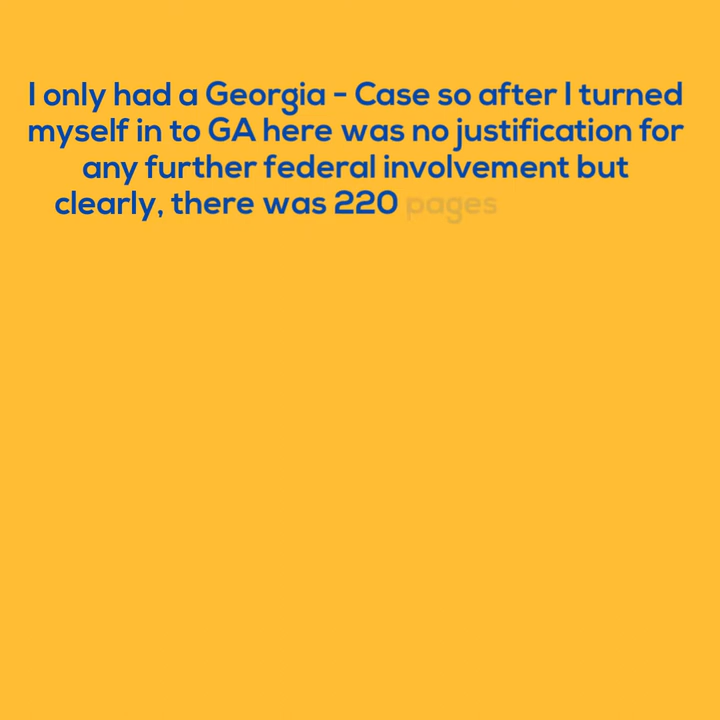 I only had a Georgia - Case so after I turned
myself in to GA here was no justification for
any further federal involvement but
clearly, there was 220 pages